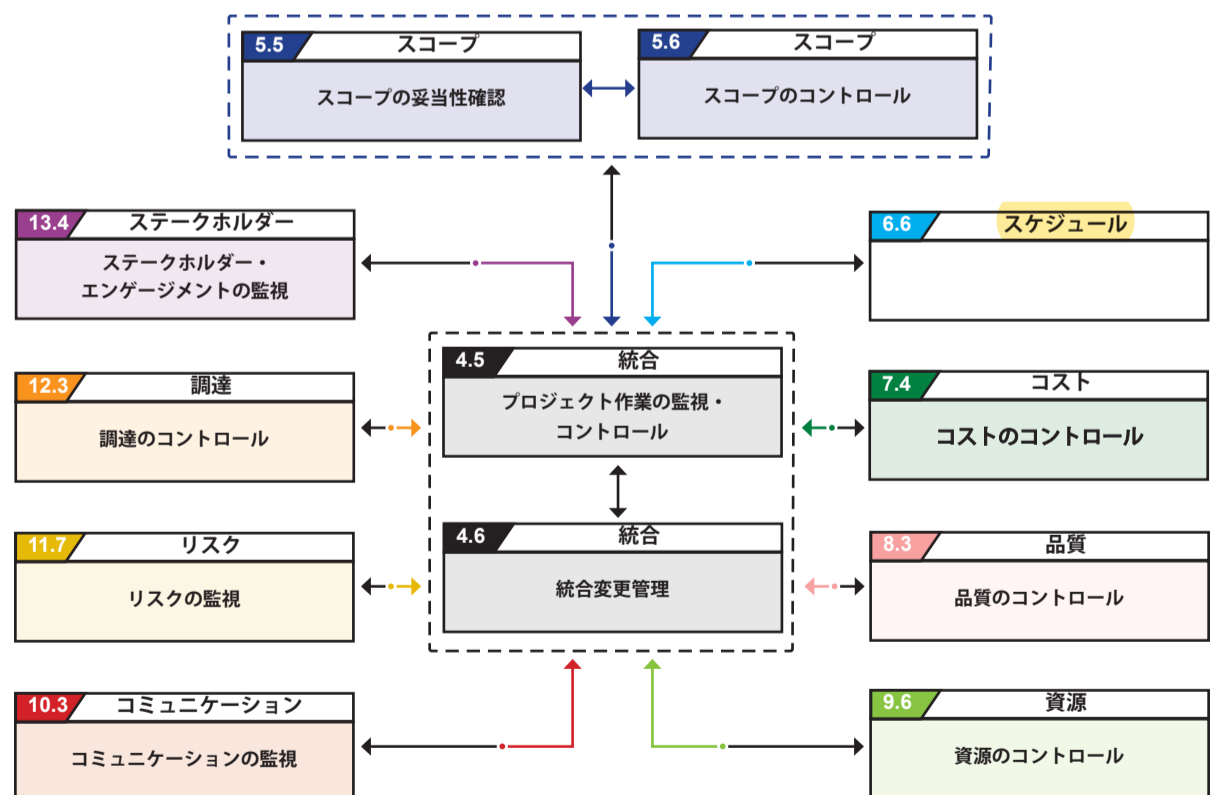 5.5 スコープ
スコープの妥当性確認
5.6 スコープ
スコープのコントロール
13.4 ステークホルダー
ステークホルダー・
エンゲージメントの監視
6.6 スケジュール
4.5 統合
プロジェクト作業の監視・
コントロール
12.3 調達
調達のコントロール
7.4 コスト
コストのコントロール
4.6 統合
統合変更管理
11.7 リスク
リスクの監視
8.3 品質
品質のコントロール
10.3 コミュニケーション
コミュニケーションの監視
9.6 資源
資源のコントロール